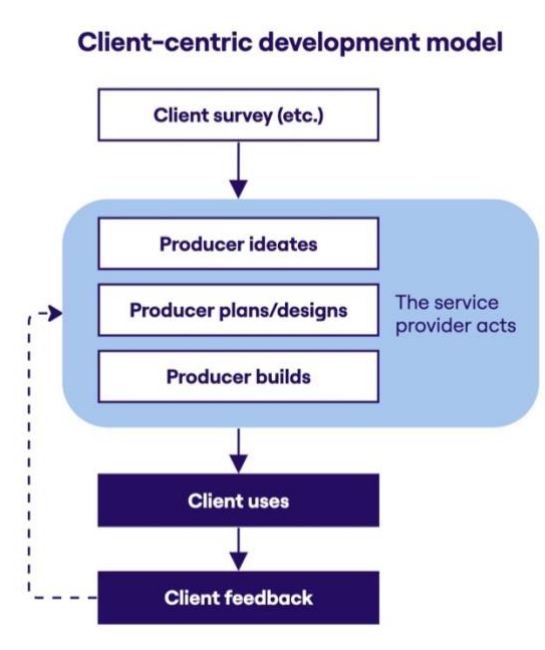 Client-centric development model
Client survey (etc.)
Producer ideates
Producer plans/designs
The service
provider acts
Producer builds
Client uses
Client feedback